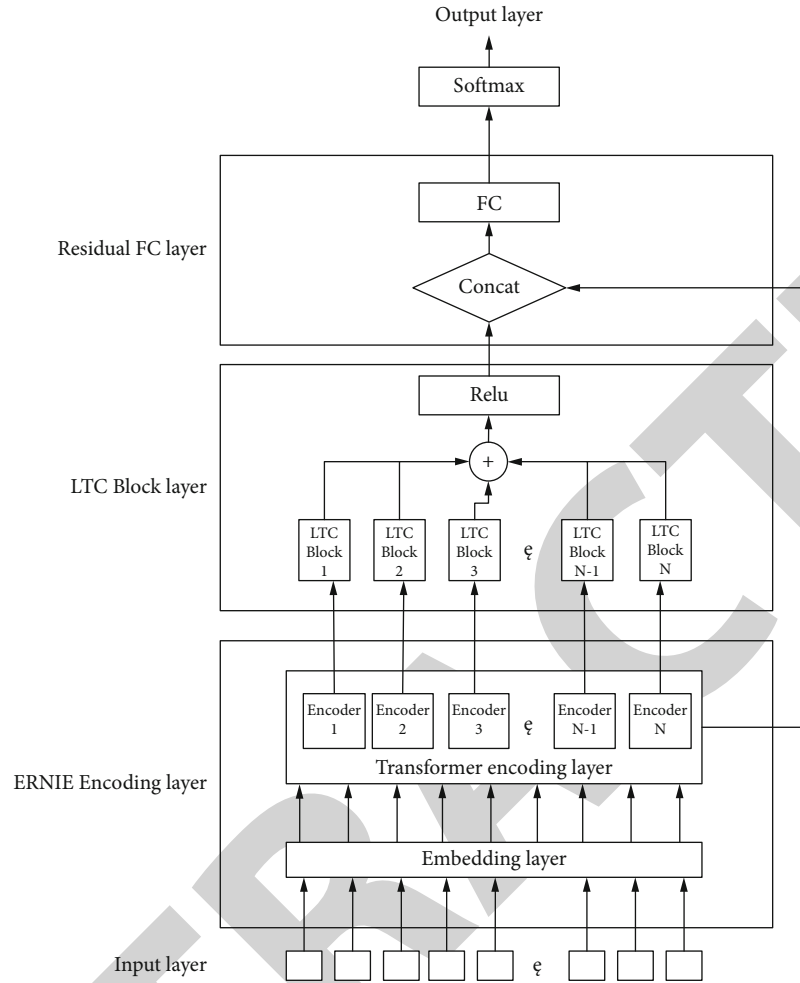 Output layer
Softmax
FC
Residual FC layer
Concat
Relu
LTC Block layer
+
LTC
Block
1
LTC
Block
2
LTC
Block
3
ę
LTC
Block
N-1
LTC
Block
N
Encoder
1
Encoder
2
Encoder
3
ę
Encoder
N-1
Encoder
N
Transformer encoding layer
ERNIE Encoding layer
Embedding layer
Input layer
ę
RACT